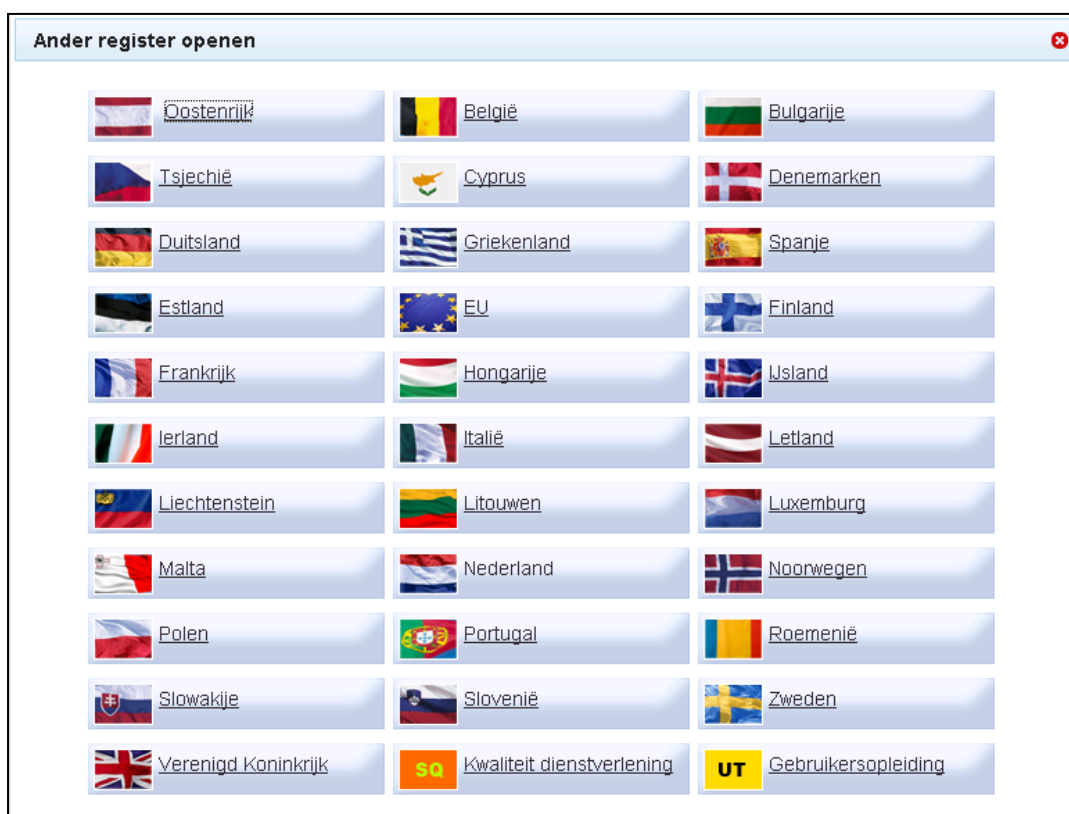 Ander register openen
Oostenrijk
België
Bulgarije
Tsjechië
Cyprus
Denemarken
Duitsland
Griekenland
Spanje
Estland
EU
Finland
Frankrijk
Hongarije
IJsland
Ierland
Italië
Letland
Liechtenstein
Litouwen
Luxemburg
Malta
Nederland
Noorwegen
Polen
Portugal
Roemenië
Slowakije
Slovenië
Zweden
Verenigd Koninkrijk
SQ Kwaliteit dienstverlening
UT Gebruikersopleiding